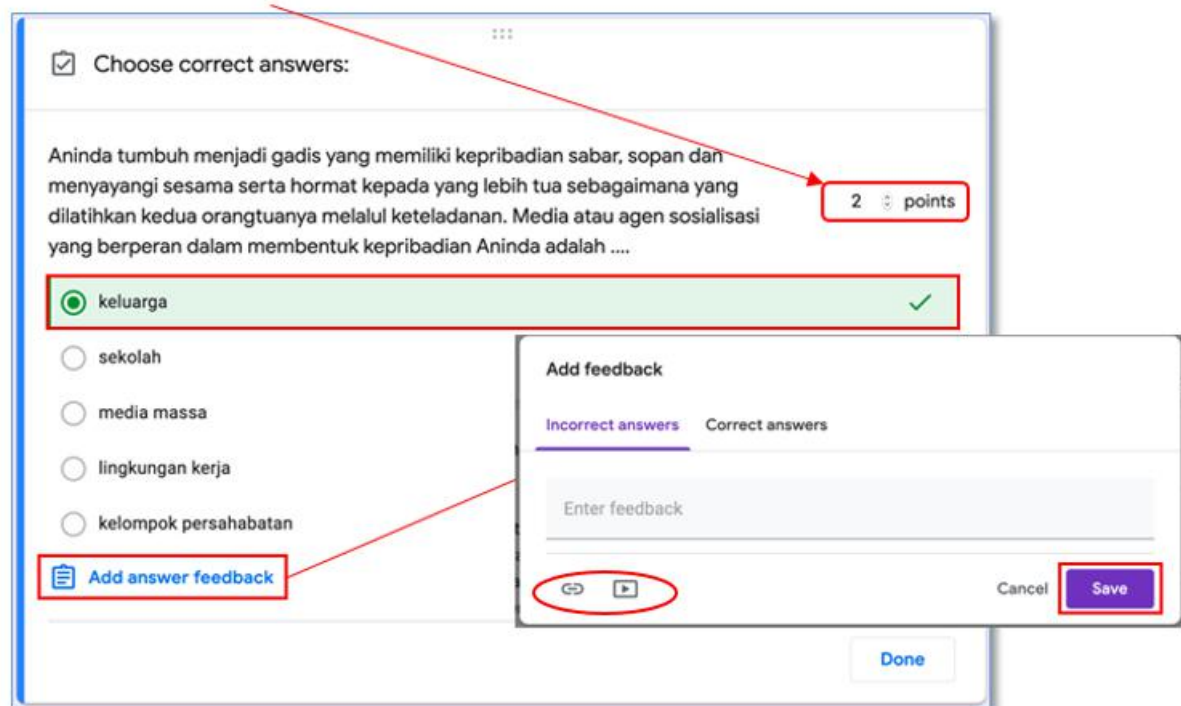 Choose correct answers:
Aninda tumbuh menjadi gadis yang memiliki kepribadian sabar, sopan dan
menyayangi sesama serta hormat kepada yang lebih tua sebagaimana yang
dilatihkan kedua orangtuanya melalul keteladanan. Media atau agen sosialisasi
yang berperan dalam membentuk kepribadian Aninda adalah ....
2 points
keluarga
sekolah
media massa
lingkungan kerja
kelompok persahabatan
Add answer feedback
Add feedback
Incorrect answers Correct answers
Enter feedback
Cancel Save
Done